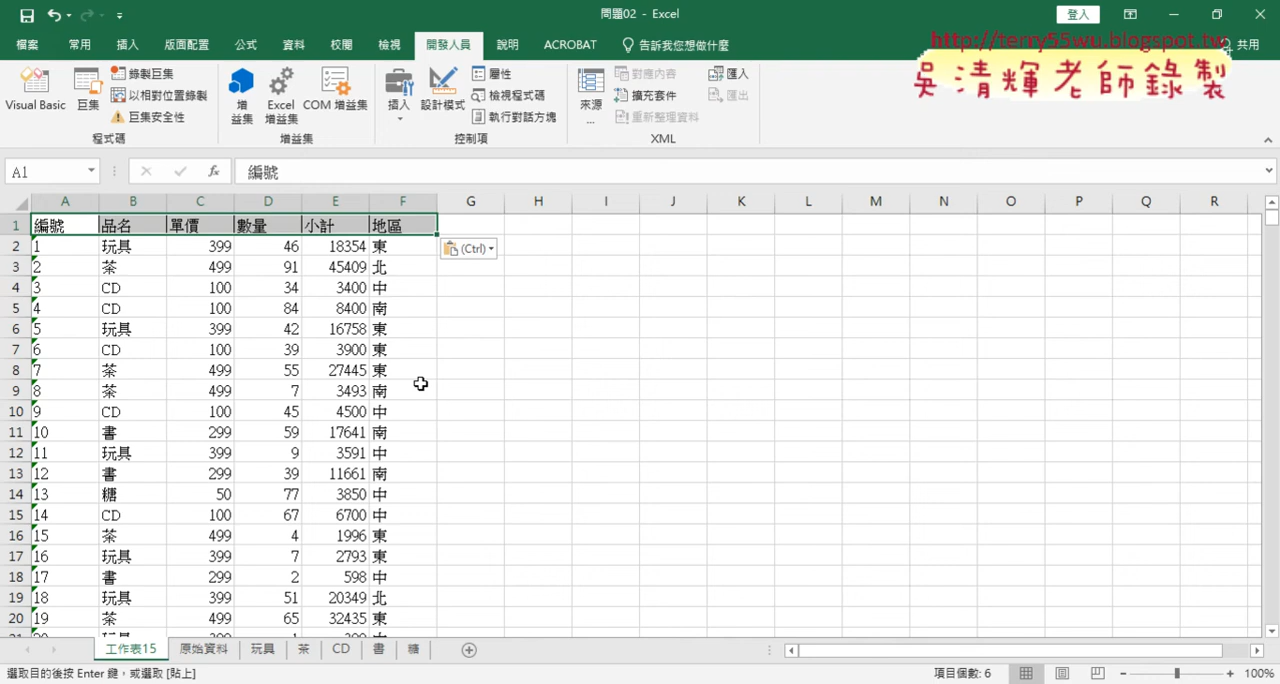 問題02 - Excel
登入
檔案 常用 插入 版面配置 公式 資料 校閱 檢視 開發人員 說明 ACROBAT 告訴我您想做什麼 共用
http://terry55wu.blogspot.tw
吳清輝老師錄製
Visual Basic 巨集 錄製巨集 以相對位置錄製 巨集安全性
程式碼
增益集 Excel 增益集 COM 增益集
增益集
插入 設計模式 屬性 檢視程式碼 執行對話方塊
控制項
來源... 對應內容 擴充套件 重新整理資料 匯入 匯出
XML
A1 fx 編號
A B C D E F G H I J K L M N O P Q R
1 編號 品名 單價 數量 小計 地區
2 1 玩具 399 46 18354 東
(Ctrl)
3 2 茶 499 91 45409 北
4 3 CD 100 34 3400 中
5 4 CD 100 84 8400 南
6 5 玩具 399 42 16758 東
7 6 CD 100 39 3900 東
8 7 茶 499 55 27445 東
9 8 茶 499 7 3493 南
10 9 CD 100 45 4500 中
11 10 書 299 59 17641 南
12 11 玩具 399 9 3591 中
13 12 書 299 39 11661 南
14 13 糖 50 77 3850 中
15 14 CD 100 67 6700 中
16 15 茶 499 4 1996 東
17 16 玩具 399 7 2793 東
18 17 書 299 2 598 中
19 18 玩具 399 51 20349 北
20 19 茶 499 65 32435 東
工作表15 原始資料 玩具 茶 CD 書 糖
選取目的後按 Enter 鍵，或選取 [貼上]
項目個數: 6
100%